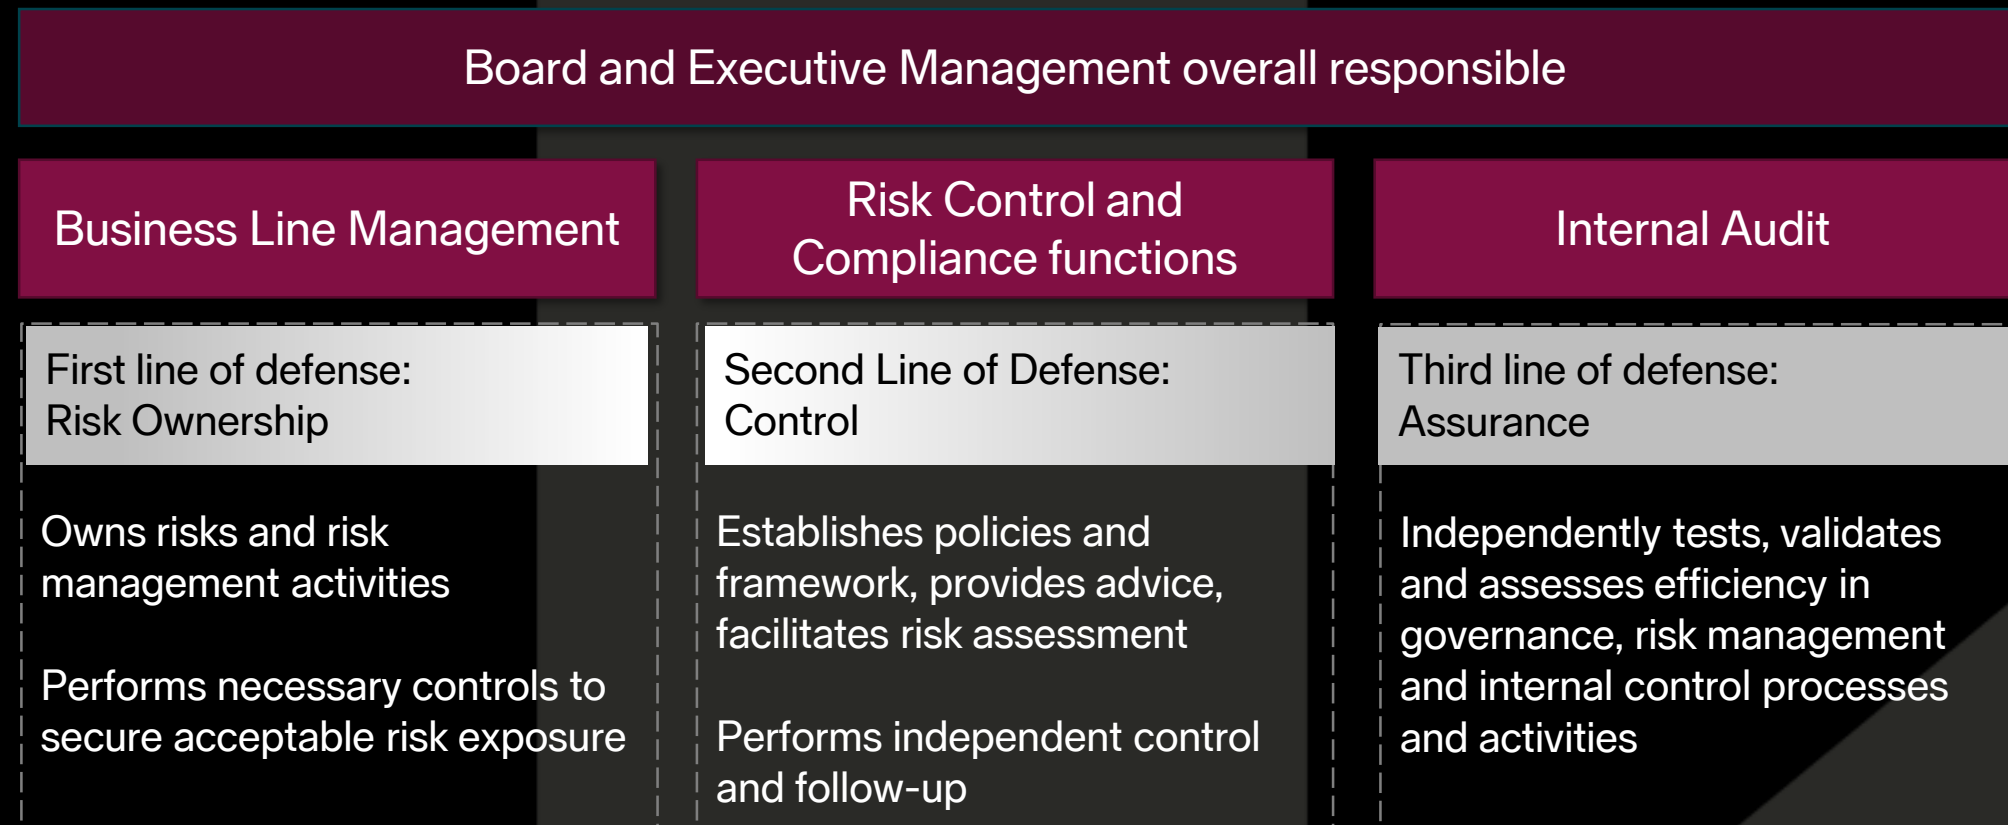 Board and Executive Management overall responsible
Business Line Management
Risk Control and
Compliance functions
Internal Audit
First line of defense:
Risk Ownership
Owns risks and risk
management activities
Performs necessary controls to
secure acceptable risk exposure
Second Line of Defense:
Control
Establishes policies and
framework, provides advice,
facilitates risk assessment
Performs independent control
and follow-up
Third line of defense:
Assurance
Independently tests, validates
and assesses efficiency in
governance, risk management
and internal control processes
and activities